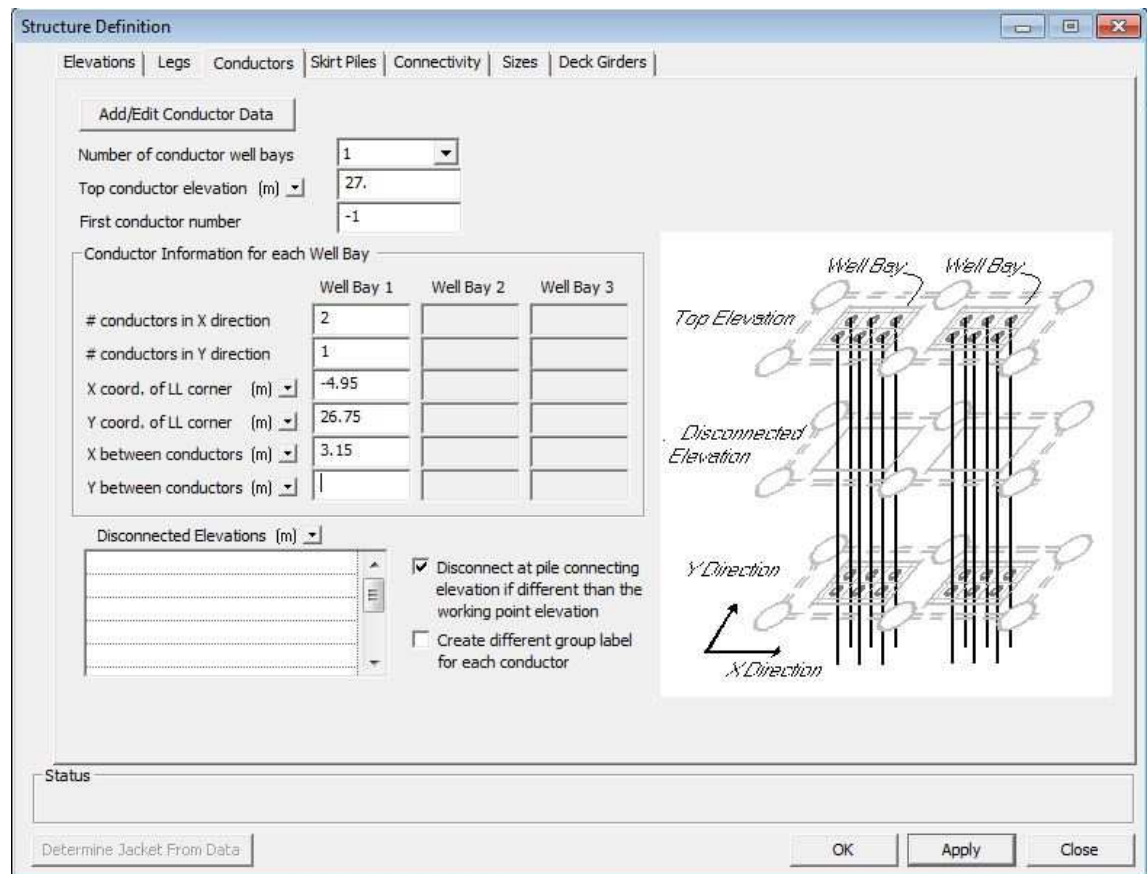 Structure Definition
Elevations Legs Conductors Skirt Piles Connectivity Sizes Deck Girders
Add/Edit Conductor Data
Number of conductor well bays 1
Top conductor elevation (m) 27.
First conductor number -1
Conductor Information for each Well Bay
Well Bay 1 Well Bay 2 Well Bay 3
# conductors in X direction 2
# conductors in Y direction 1
X coord. of LL corner (m) -4.95
Y coord. of LL corner (m) 26.75
X between conductors (m) 3.15
Y between conductors (m)
Disconnected Elevations (m)
Disconnect at pile connecting
elevation if different than the
working point elevation
Create different group label
for each conductor
Well Bay Well Bay
Top Elevation
Disconnected
Elevation
Y Direction
X Direction
Status
Determine Jacket From Data OK Apply Close